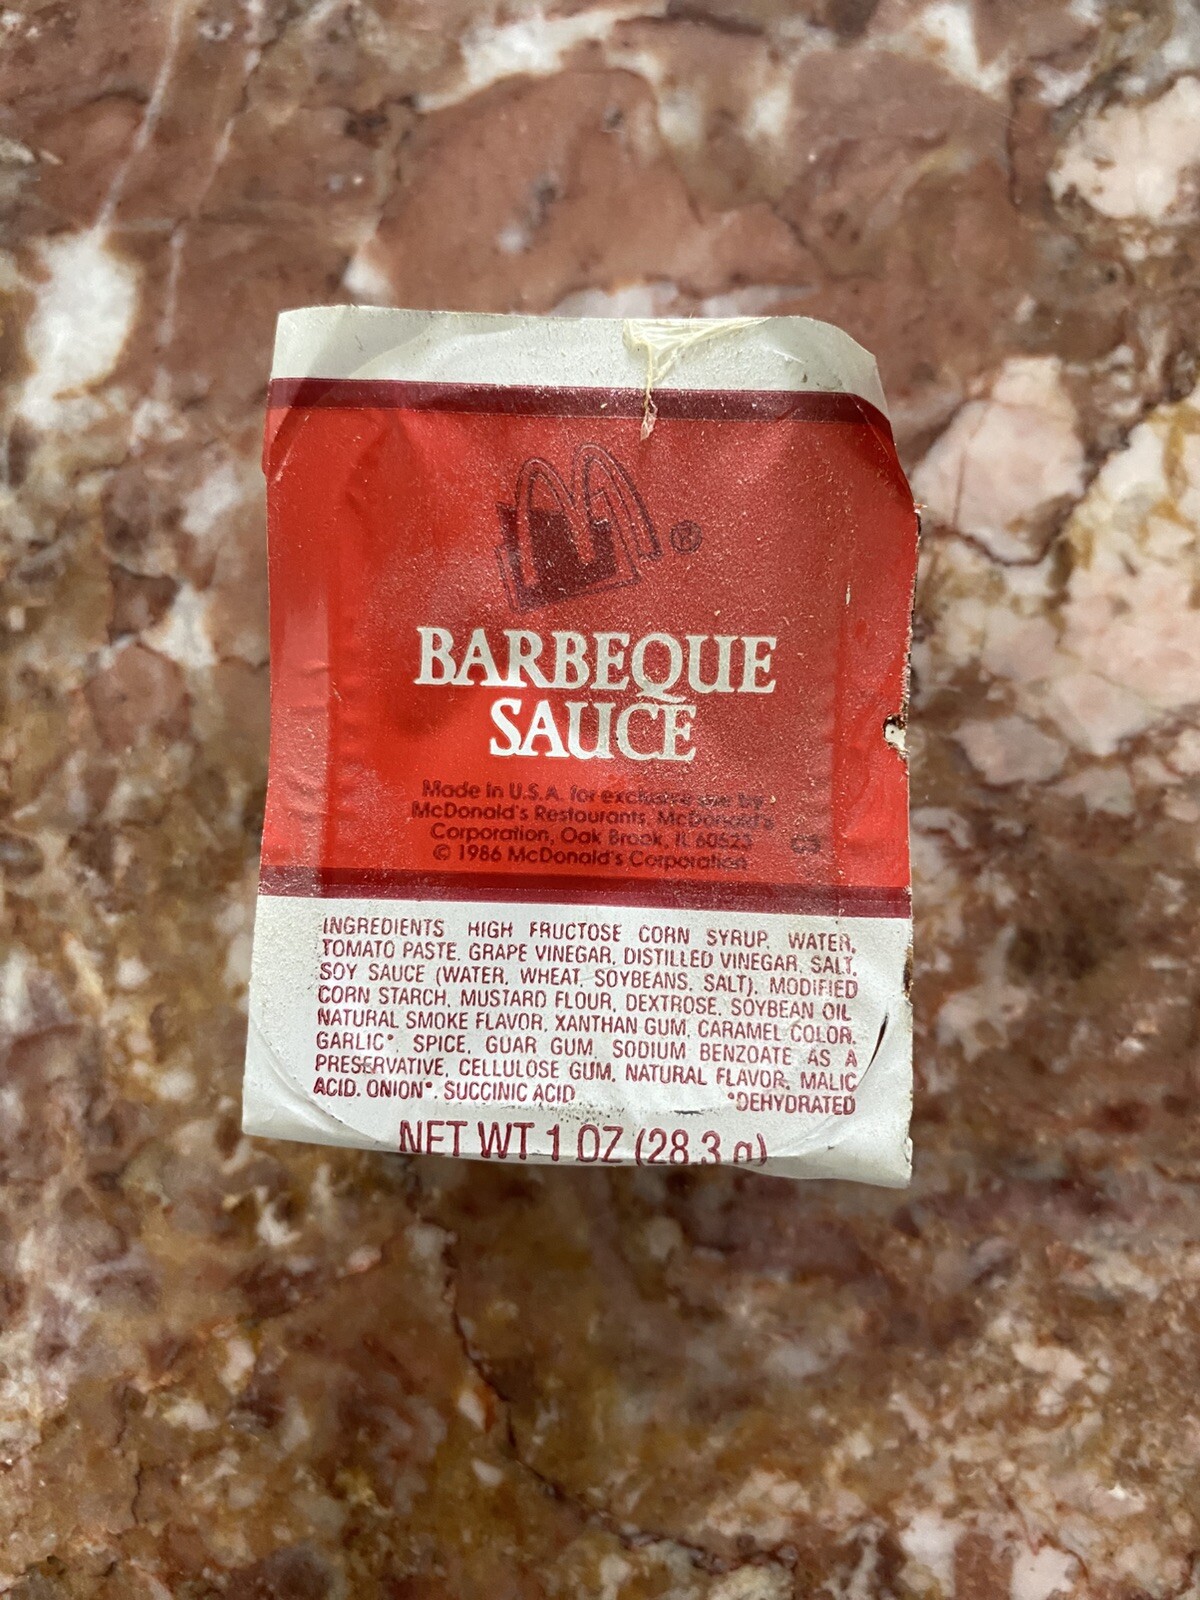 ®
BARBEQUE
SAUCE
Made in U.S.A. for exclusive use by
McDonald's Restaurants, McDonald's
Corporation, Oak Brook, IL 60523
© 1986 McDonald's Corporation
INGREDIENTS HIGH FRUCTOSE CORN SYRUP, WATER,
TOMATO PASTE, GRAPE VINEGAR, DISTILLED VINEGAR, SALT,
SOY SAUCE (WATER, WHEAT, SOYBEANS, SALT), MODIFIED
CORN STARCH, MUSTARD FLOUR, DEXTROSE, SOYBEAN OIL
NATURAL SMOKE FLAVOR, XANTHAN GUM, CARAMEL COLOR,
GARLIC*, SPICE, GUAR GUM, SODIUM BENZOATE AS A
PRESERVATIVE, CELLULOSE GUM, NATURAL FLAVOR, MALIC
ACID, ONION*, SUCCINIC ACID *DEHYDRATED
NET WT 1 OZ (28.3 g)